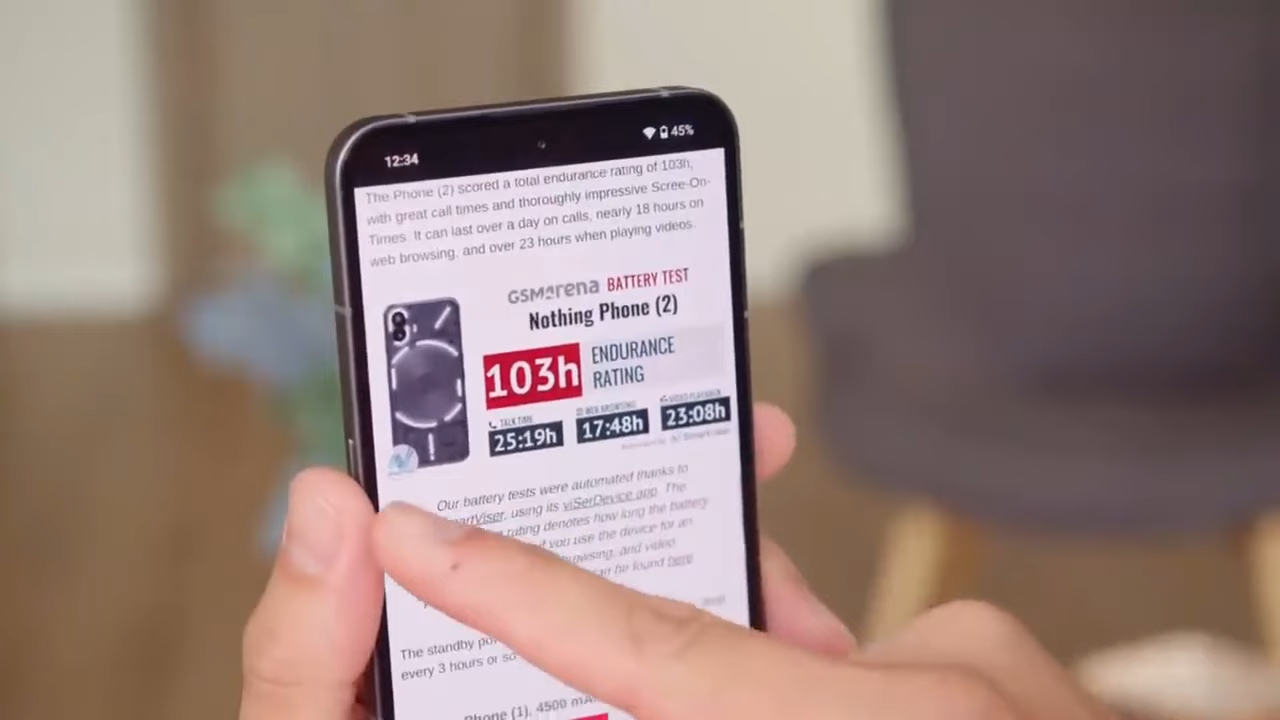 12:34
45%
The Phone (2) scored a total endurance rating of 103h,
with great call times and thoroughly impressive Scree-On-
Times. It can last over a day on calls, nearly 18 hours on
web browsing, and over 23 hours when playing videos.
GSMarena BATTERY TEST
Nothing Phone (2)
103h
ENDURANCE
RATING
TALK TIME
WEB BROWSING
VIDEO PLAYBACK
25:19h
17:48h
23:08h
Our battery tests were automated thanks to
artViser, using its viSerDevice app. The
rating denotes how long the battery
if you use the device for an
browsing, and video
can be found here
The standby po
every 3 hours or so
Phone (1), 4500 mA